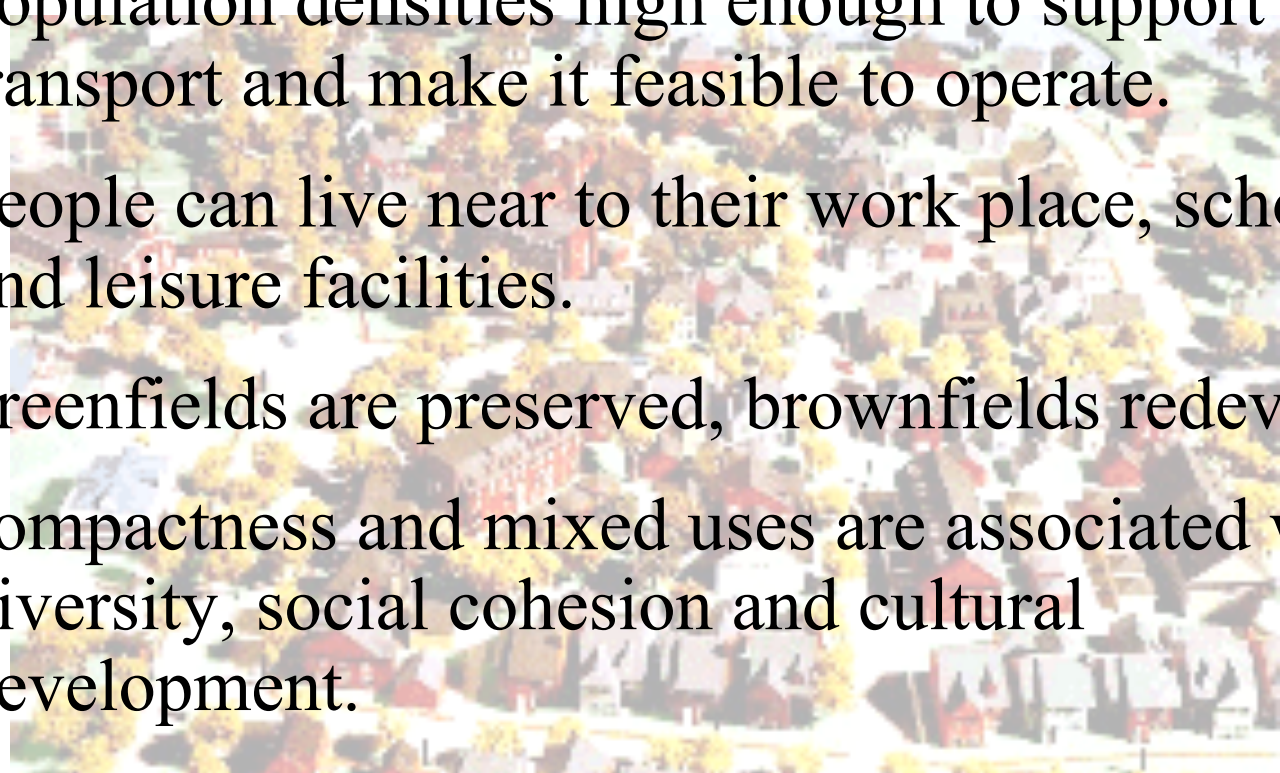 opulation densities high enough to support
ransport and make it feasible to operate.
eople can live near to their work place, scho
nd leisure facilities.
reenfields are preserved, brownfields redev
ompactness and mixed uses are associated w
iversity, social cohesion and cultural
evelopment.